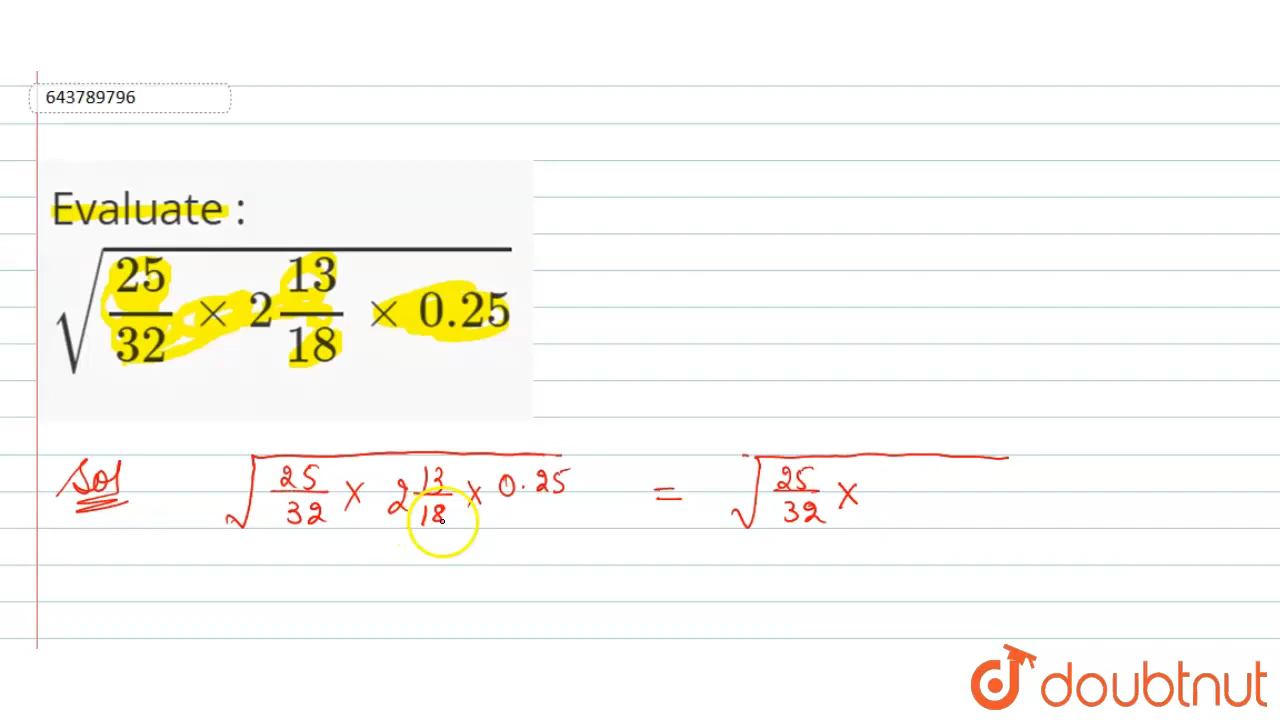 643789796
Evaluate :
√(25/32 × 2 13/18 × 0.25)
Sol √(25/32 × 2 13/18 × 0.25) = √(25/32 ×
doubtnut